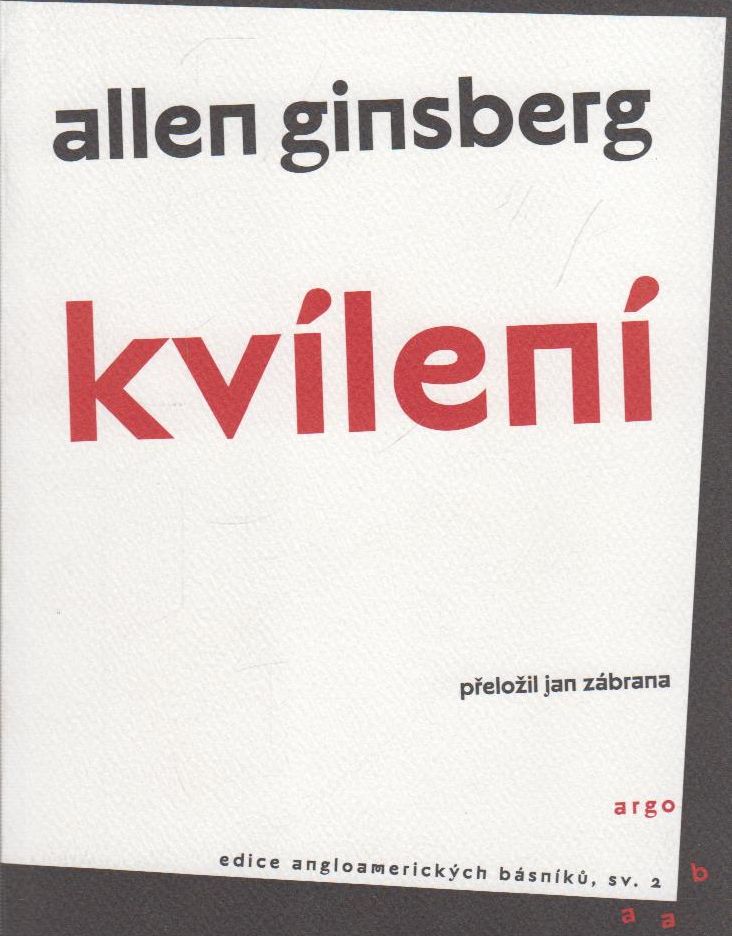 allen ginsberg
kvílení
přeložil jan zábrana
argo
edice angloamerických básníků, sv. 2
b
a a